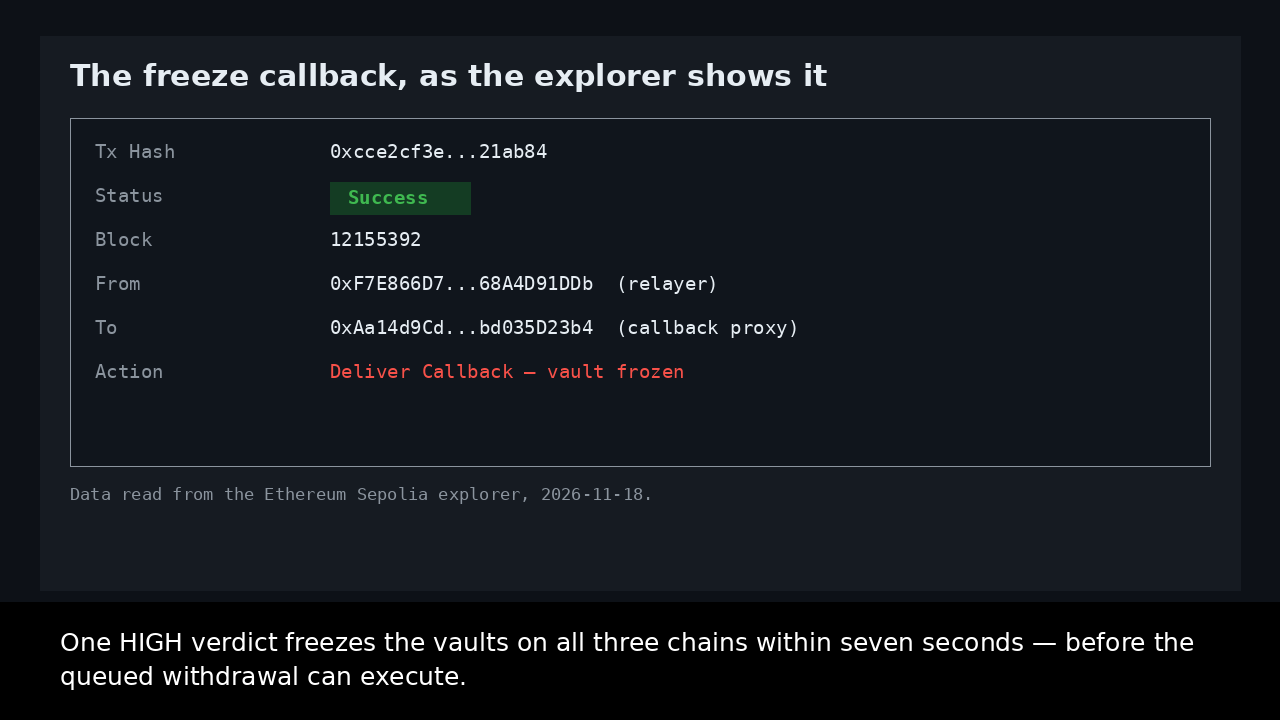 The freeze callback, as the explorer shows it
Tx Hash 0xcce2cf3e...21ab84
Status Success
Block 12155392
From 0xF7E866D7...68A4D91DDb (relayer)
To 0xAa14d9Cd...bd035D23b4 (callback proxy)
Action Deliver Callback — vault frozen
Data read from the Ethereum Sepolia explorer, 2026-11-18.
One HIGH verdict freezes the vaults on all three chains within seven seconds — before the
queued withdrawal can execute.